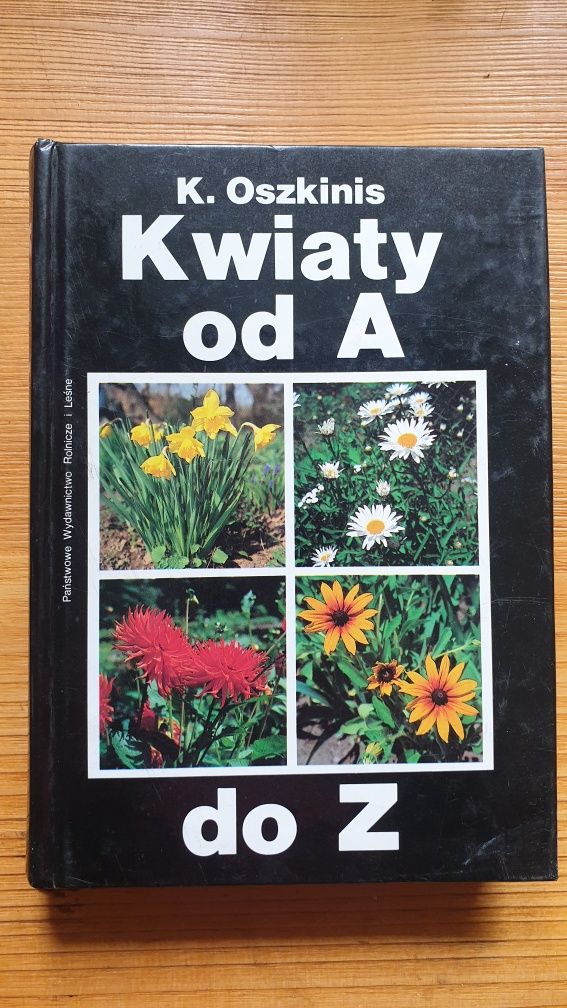 K. Oszkinis
Kwiaty
od A
do Z
Państwowe Wydawnictwo Rolnicze i Leśne